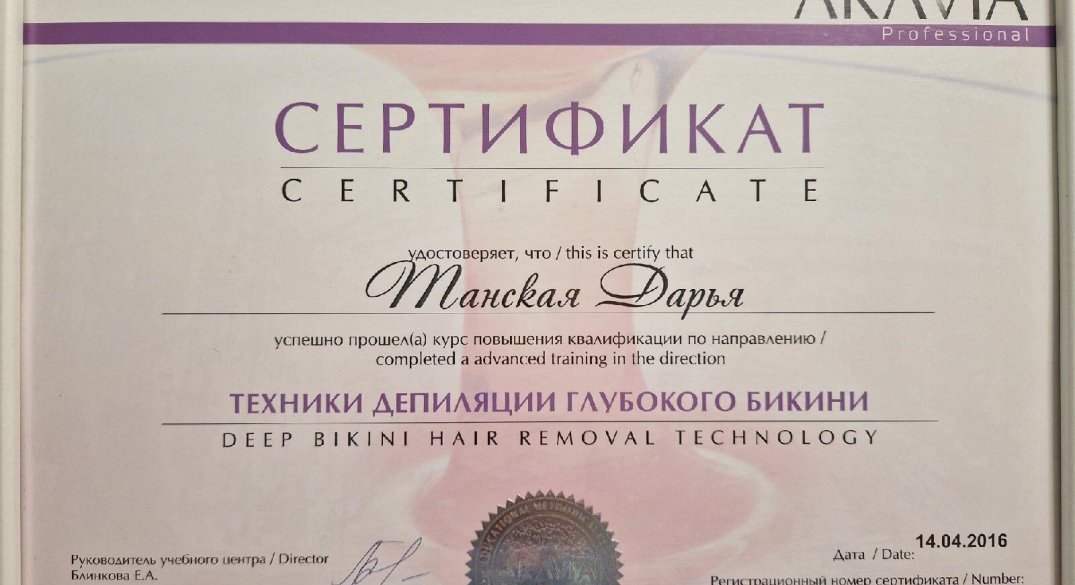 ARAVIA
Professional
СЕРТИФИКАТ
CERTIFICATE
удостоверяет, что / this is certify that
Танская Дарья
успешно прошел(а) курс повышения квалификации по направлению /
completed a advanced training in the direction
ТЕХНИКИ ДЕПИЛЯЦИИ ГЛУБОКОГО БИКИНИ
DEEP BIKINI HAIR REMOVAL TECHNOLOGY
Руководитель учебного центра / Director
Блинкова Е.А.
Дата / Date: 14.04.2016
Регистрационный номер сертификата / Number: